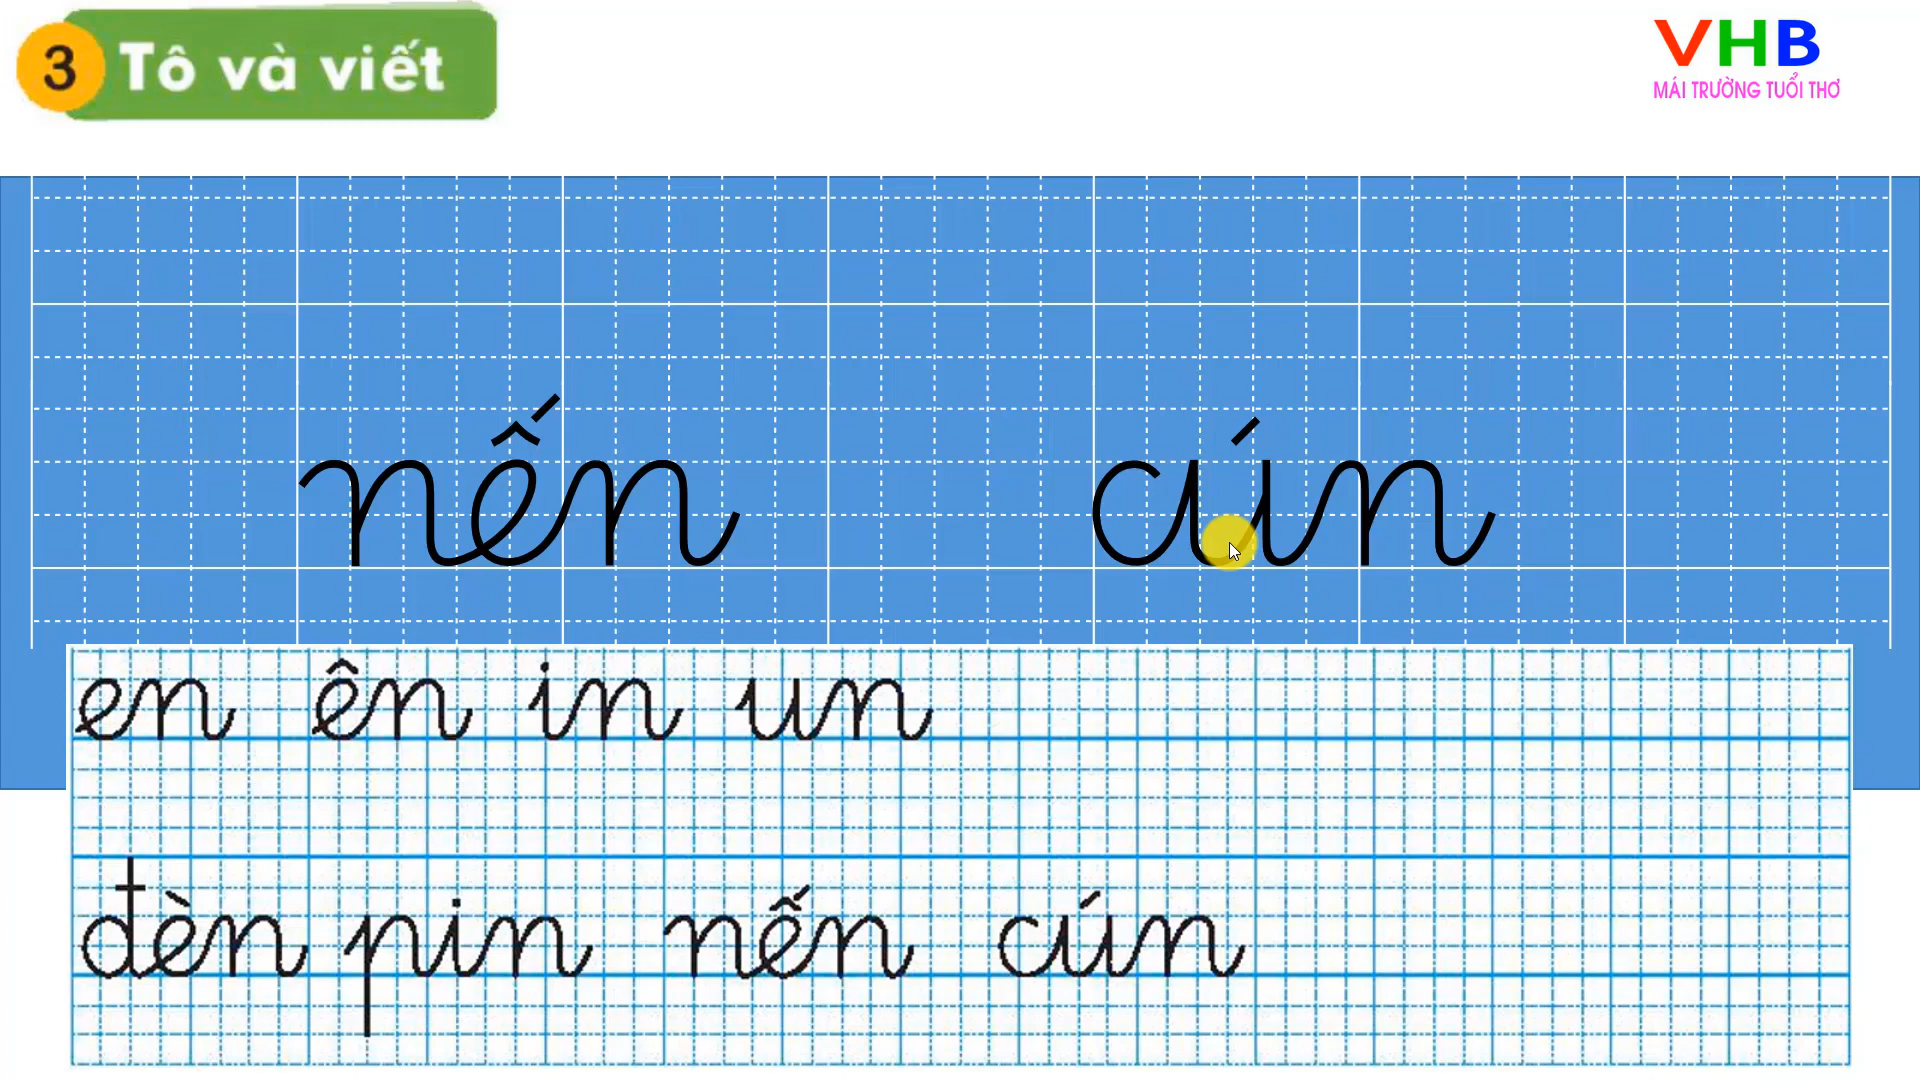 3 Tô và viết
VHB
MÁI TRƯỜNG TUỔI THƠ
nến cún
en ên in un
đèn pin nến cún